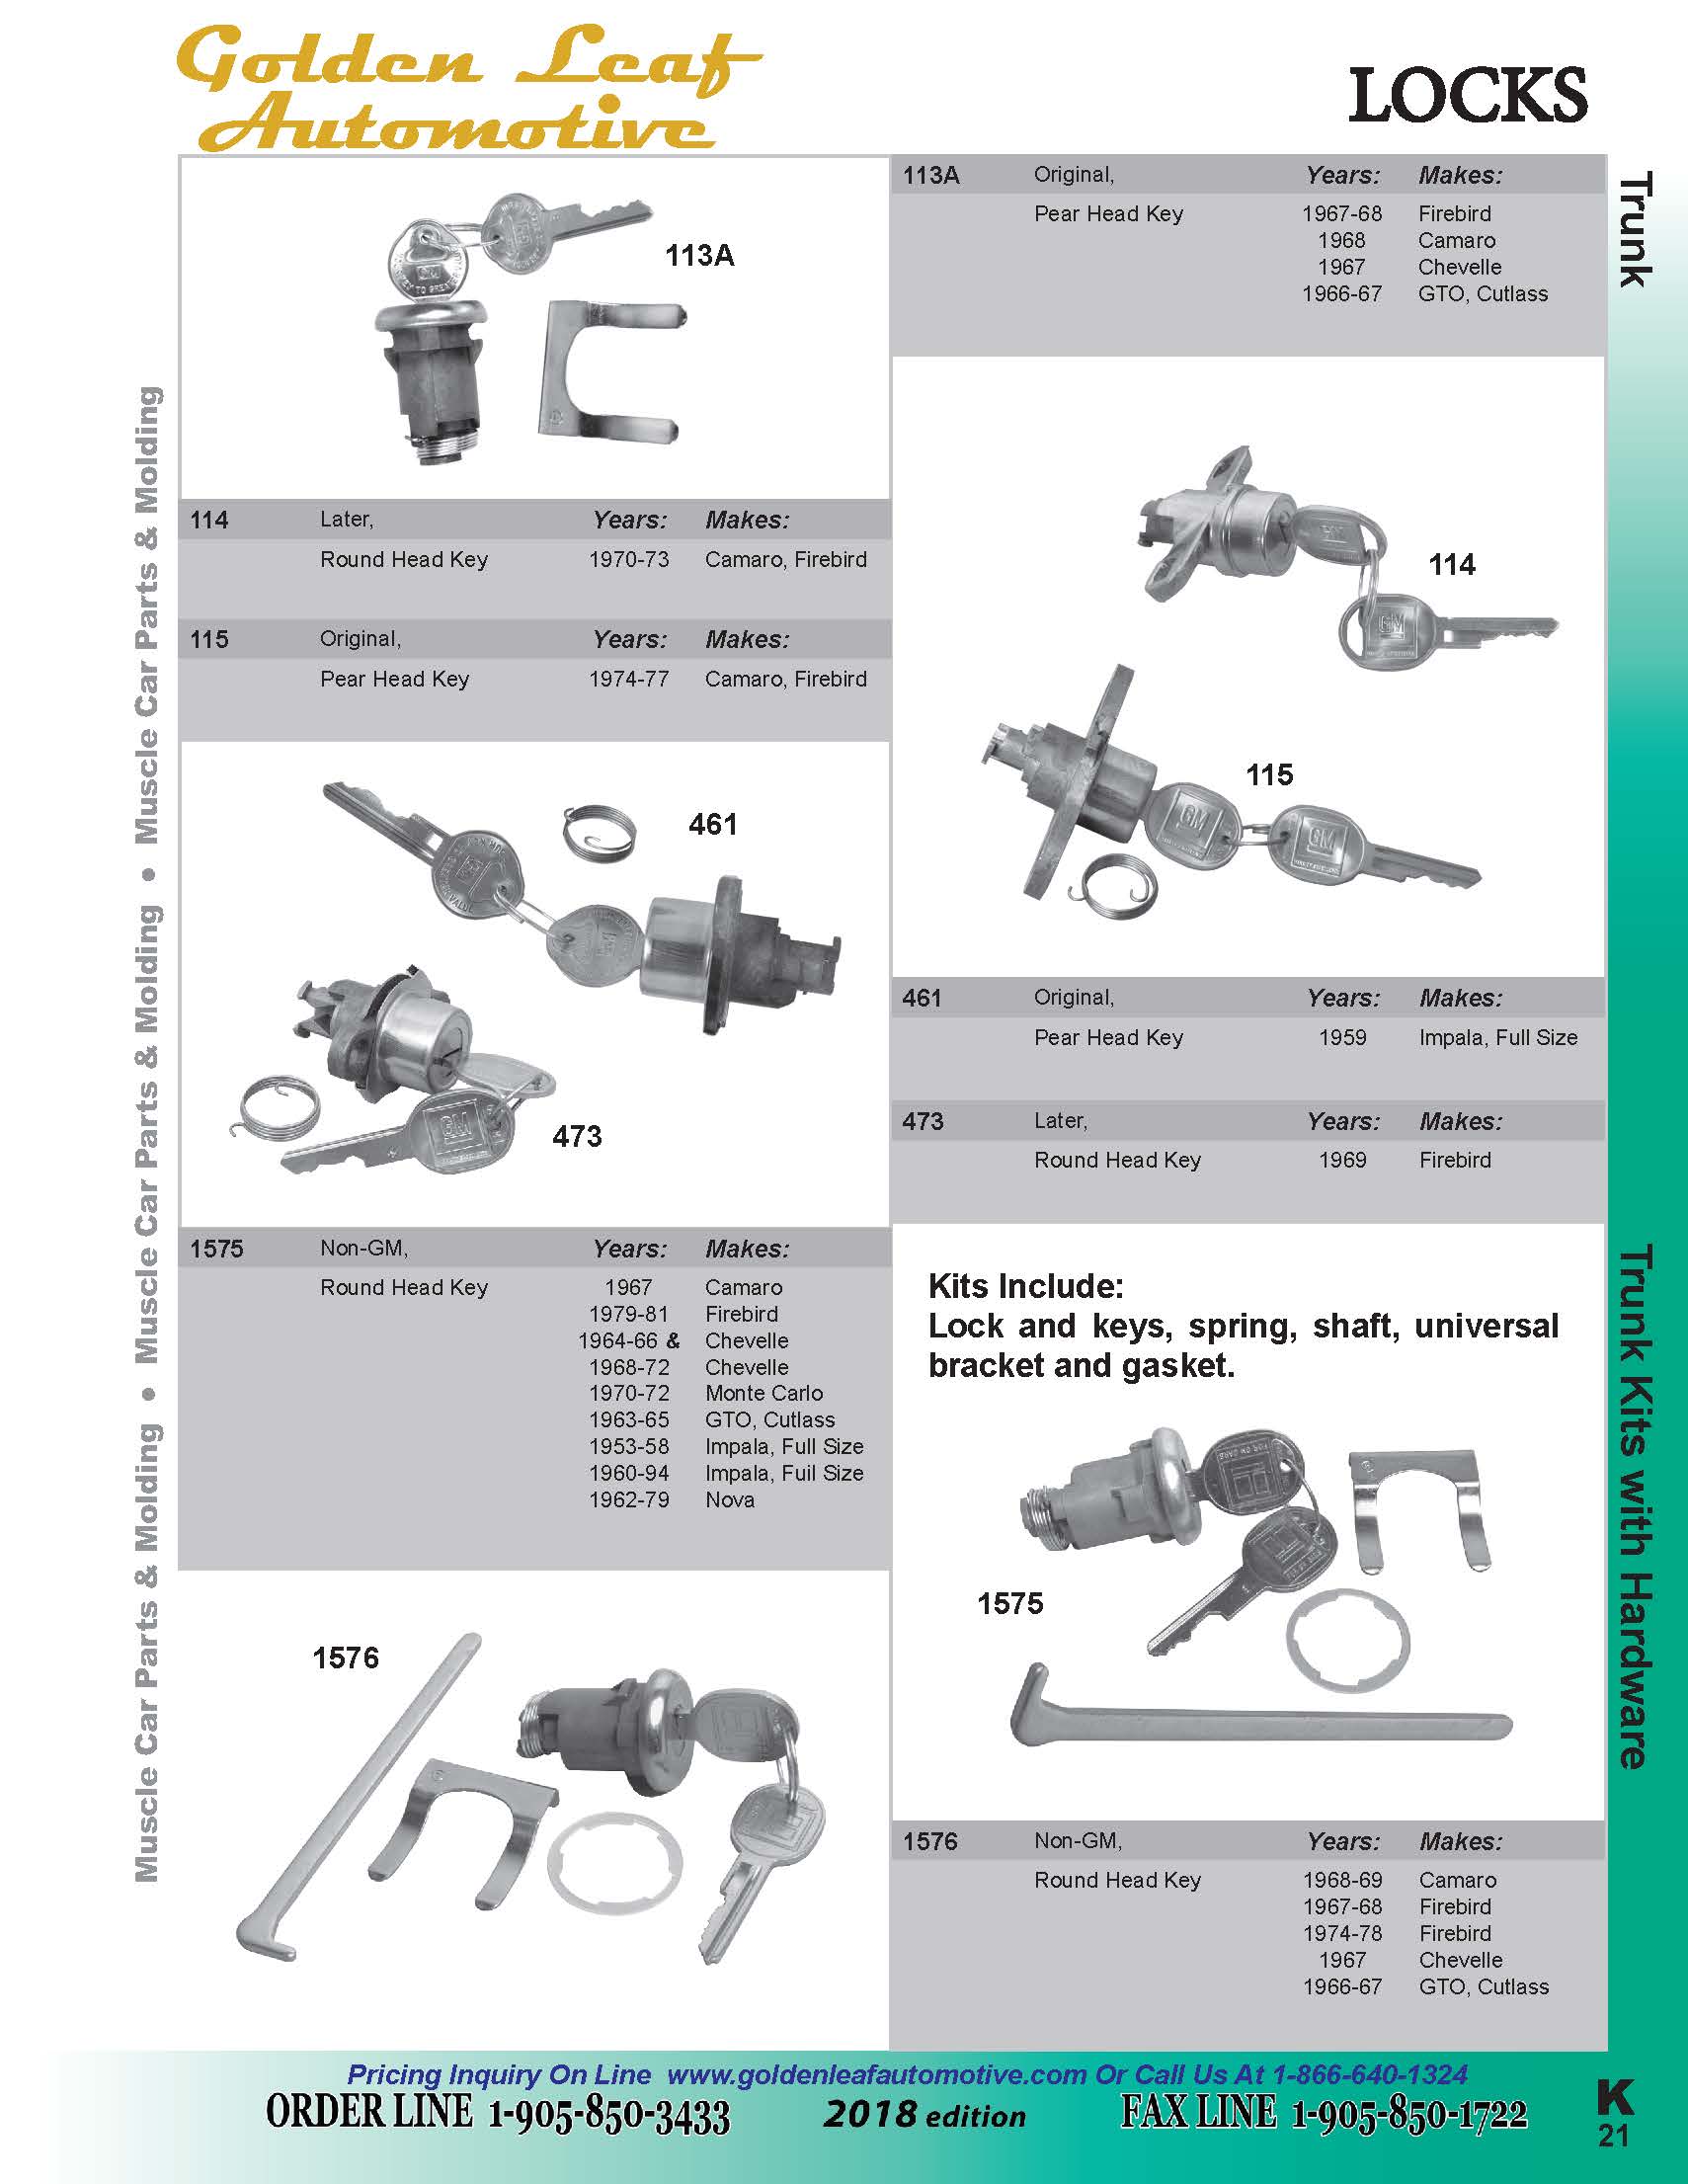 Golden Leaf
Automotive
LOCKS
113A
113A Original, Years: Makes:
Pear Head Key 1967-68 Firebird
1968 Camaro
1967 Chevelle
1966-67 GTO, Cutlass
Trunk
114 Later, Years: Makes:
Round Head Key 1970-73 Camaro, Firebird
115 Original, Years: Makes:
Pear Head Key 1974-77 Camaro, Firebird
114
115
461
473
461 Original, Years: Makes:
Pear Head Key 1959 Impala, Full Size
473 Later, Years: Makes:
Round Head Key 1969 Firebird
1575 Non-GM, Years: Makes:
Round Head Key 1967 Camaro
1979-81 Firebird
1964-66 & Chevelle
1968-72 Chevelle
1970-72 Monte Carlo
1963-65 GTO, Cutlass
1953-58 Impala, Full Size
1960-94 Impala, Fuil Size
1962-79 Nova
Kits Include:
Lock and keys, spring, shaft, universal
bracket and gasket.
1575
1576
Trunk Kits with Hardware
1576 Non-GM, Years: Makes:
Round Head Key 1968-69 Camaro
1967-68 Firebird
1974-78 Firebird
1967 Chevelle
1966-67 GTO, Cutlass
Muscle Car Parts & Molding • Muscle Car Parts & Molding • Muscle Car Parts & Molding
Pricing Inquiry On Line www.goldenleafautomotive.com Or Call Us At 1-866-640-1324
ORDER LINE 1-905-850-3433 2018 edition FAX LINE 1-905-850-1722
K
21